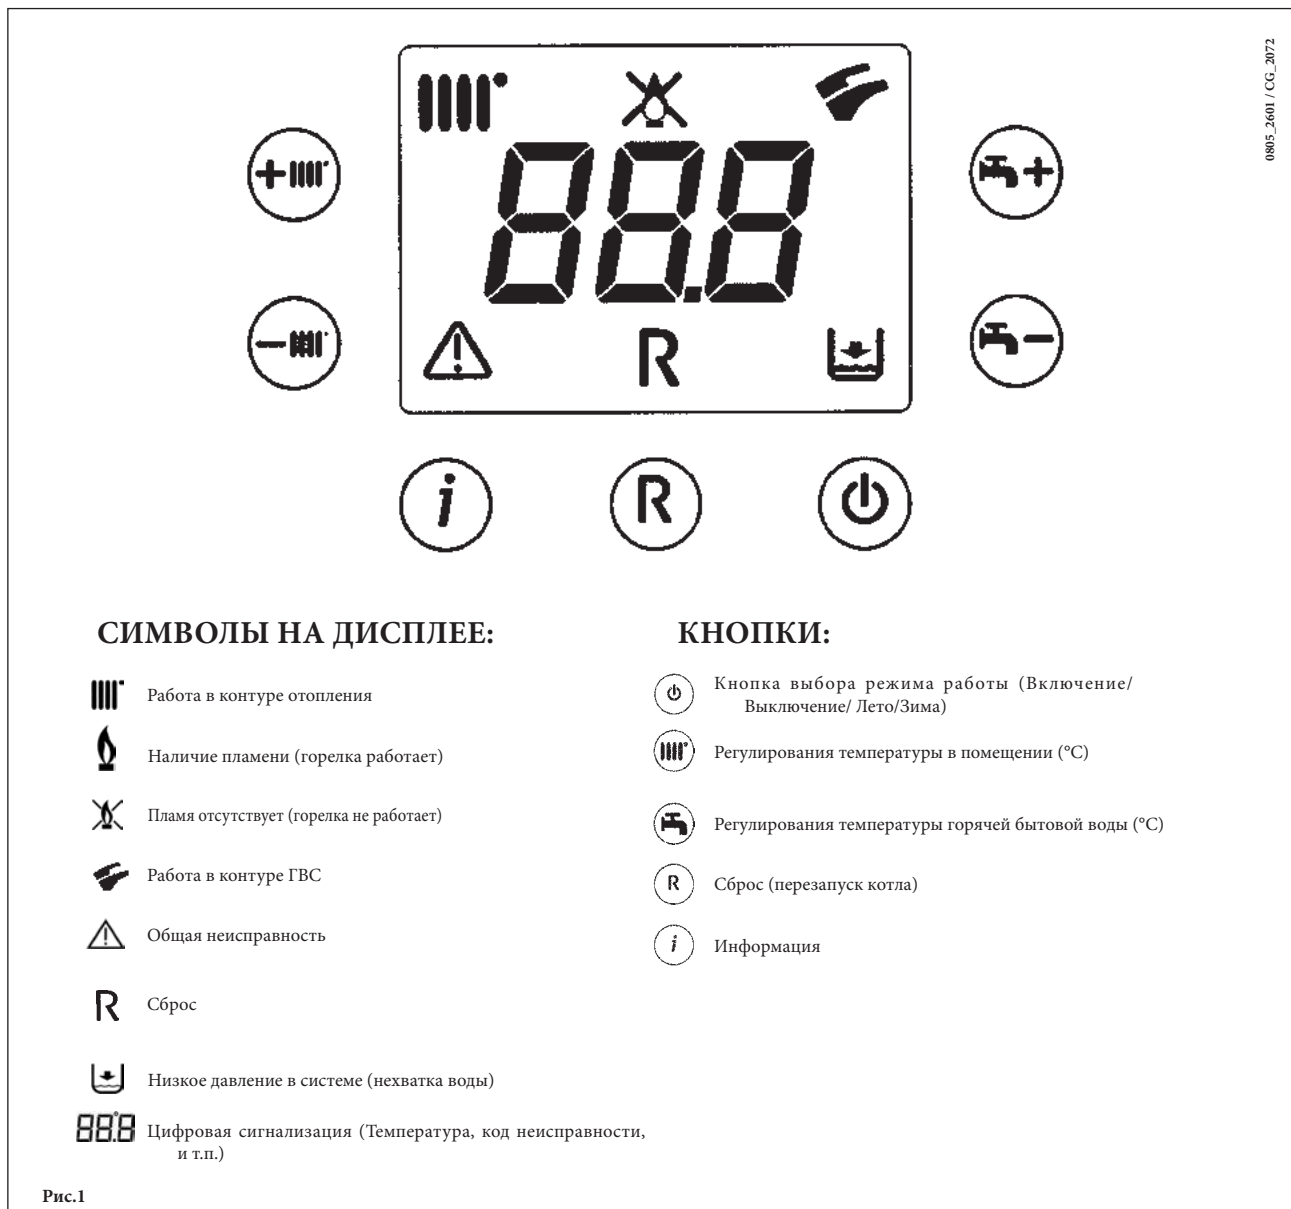 0805_2601 / CG_2072
88.8
R
i
R
СИМВОЛЫ НА ДИСПЛЕЕ:
Работа в контуре отопления
Наличие пламени (горелка работает)
Пламя отсутствует (горелка не работает)
Работа в контуре ГВС
Общая неисправность
R
Сброс
Низкое давление в системе (нехватка воды)
88.8
Цифровая сигнализация (Температура, код неисправности,
и т.п.)
КНОПКИ:
Кнопка выбора режима работы (Включение/
Выключение/ Лето/Зима)
Регулирования температуры в помещении (°C)
Регулирования температуры горячей бытовой воды (°C)
R
Сброс (перезапуск котла)
i
Информация
Рис.1